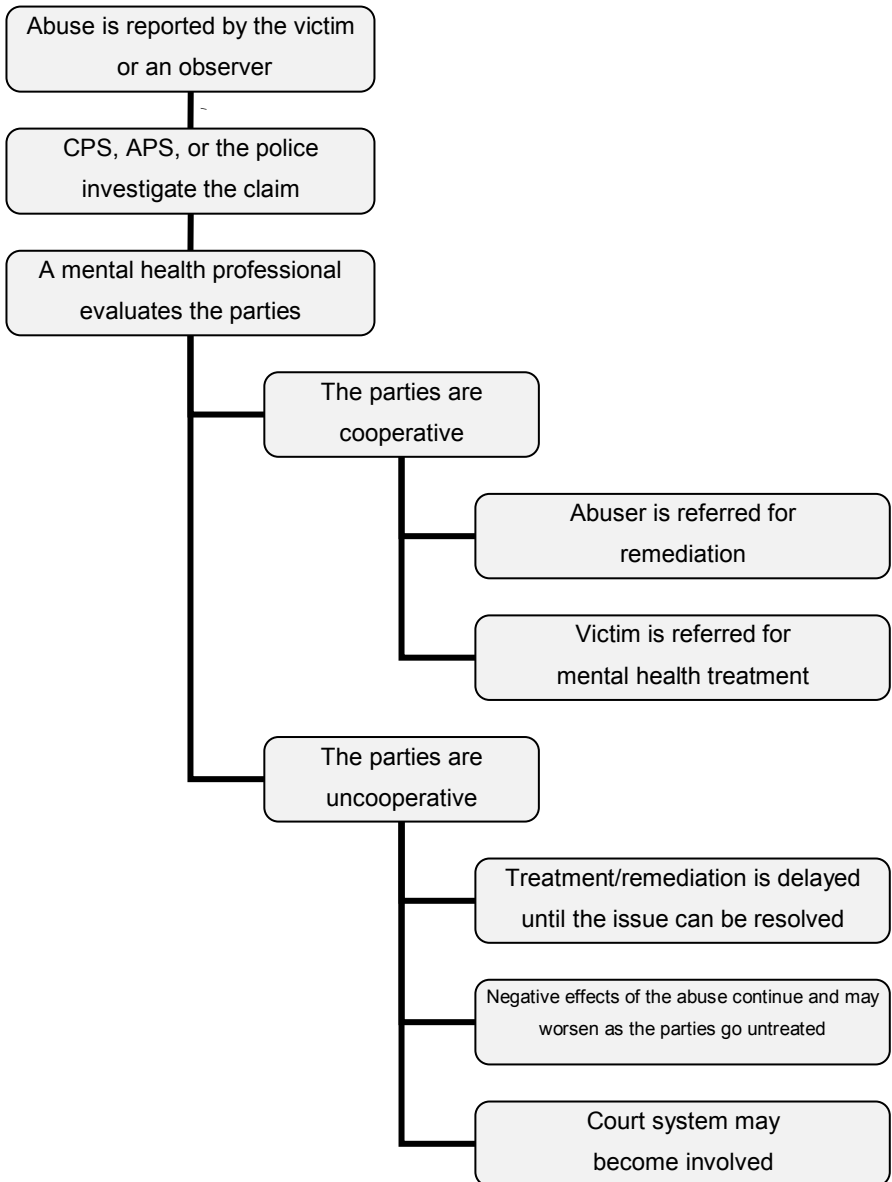 Abuse is reported by the victim
or an observer
CPS, APS, or the police
investigate the claim
A mental health professional
evaluates the parties
The parties are
cooperative
Abuser is referred for
remediation
Victim is referred for
mental health treatment
The parties are
uncooperative
Treatment/remediation is delayed
until the issue can be resolved
Negative effects of the abuse continue and may
worsen as the parties go untreated
Court system may
become involved